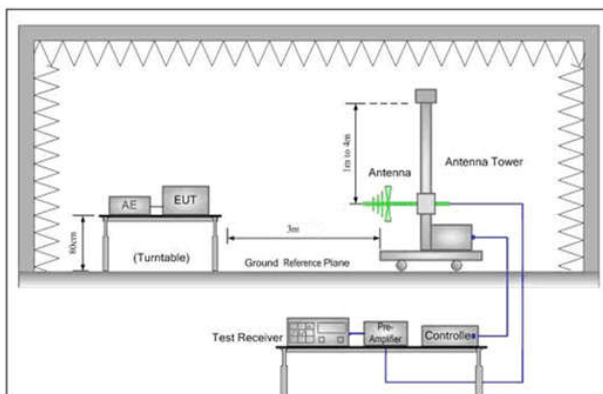 1m to 4m
Antenna
Antenna Tower
AE
EUT
80cm
(Turntable)
3m
Ground Reference Plane
Test Receiver
Pre-
Amplifier
Controller